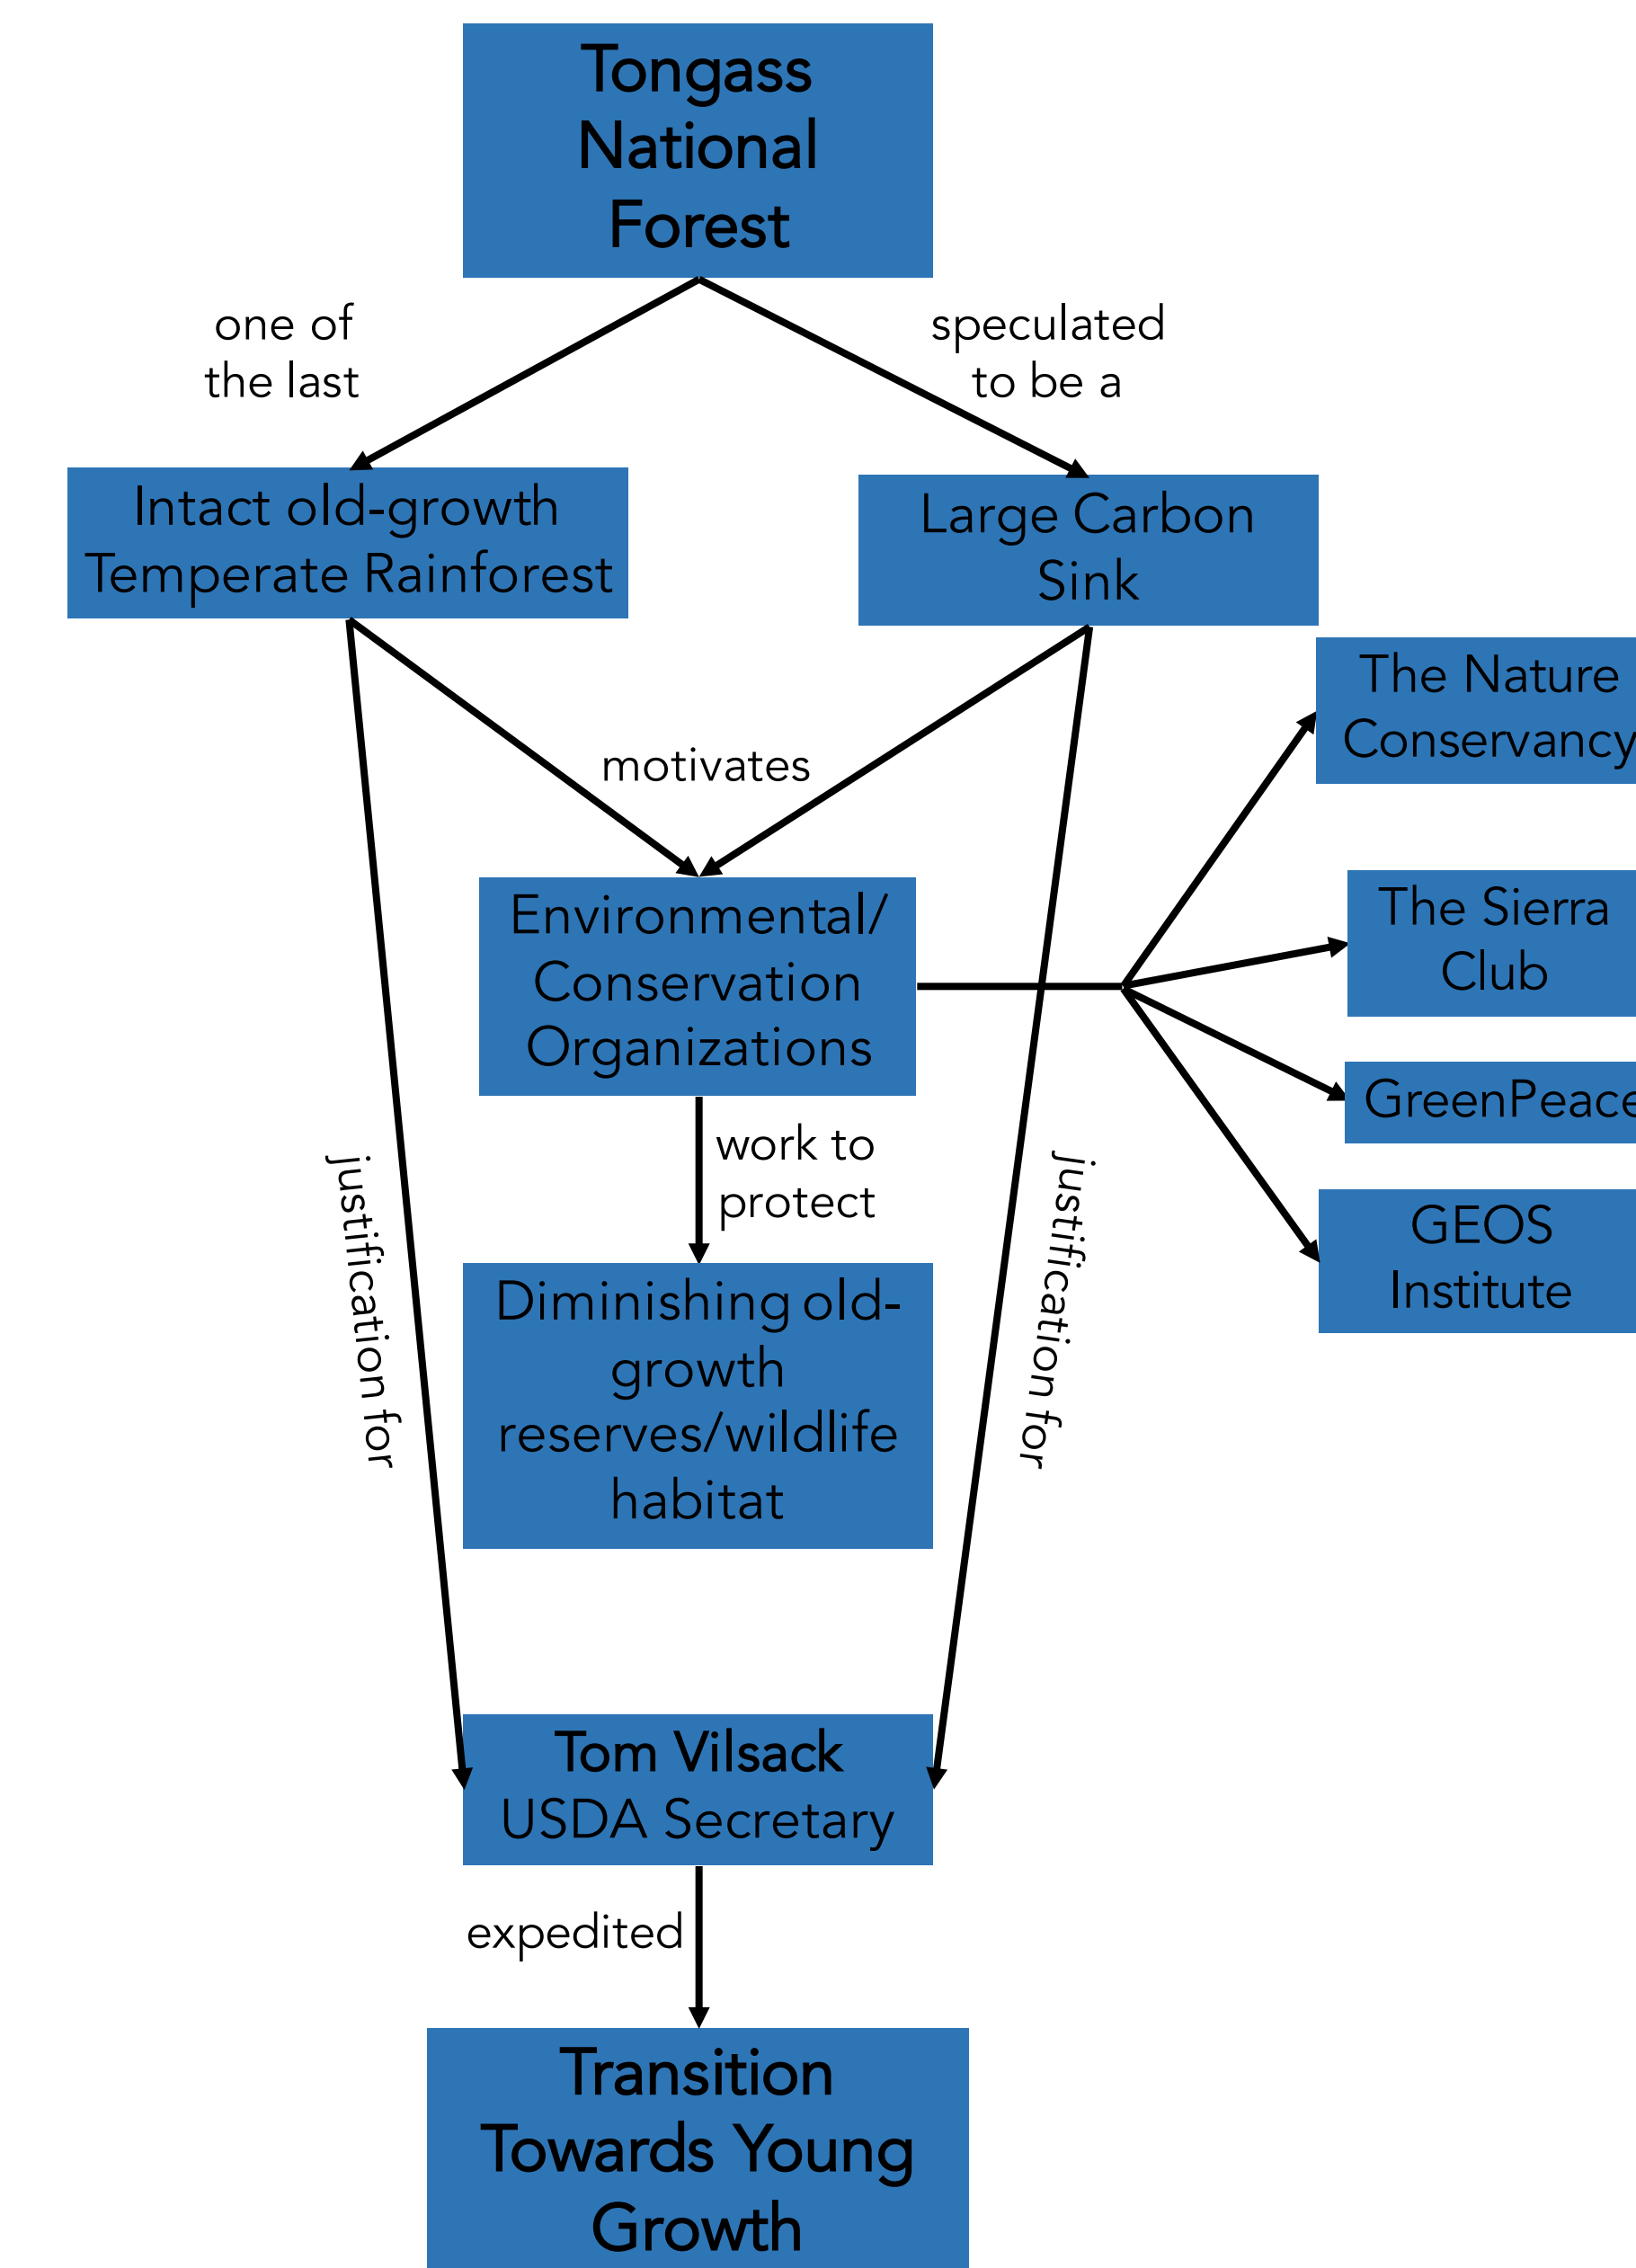 Tongass
National
Forest
one of
the last
speculated
to be a
Intact old-growth
Temperate Rainforest
Large Carbon
Sink
The Nature
Conservancy
motivates
Environmental/
Conservation
Organizations
The Sierra
Club
GreenPeace
work to
protect
justification for
justification for
GEOS
Institute
Diminishing old-
growth
reserves/wildlife
habitat
Tom Vilsack
USDA Secretary
expedited
Transition
Towards Young
Growth